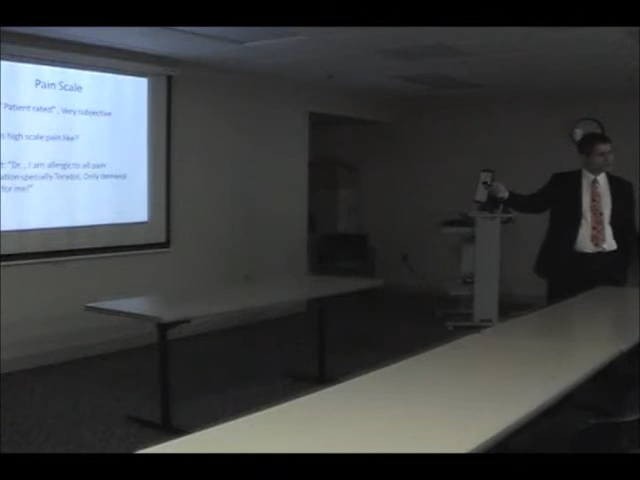 Pain Scale
"Patient rated" , Very subjective
s high scale pain like?
t: "Dr. , I am allergic to all pain
ation specially Toradol, Only demerol
for me!"